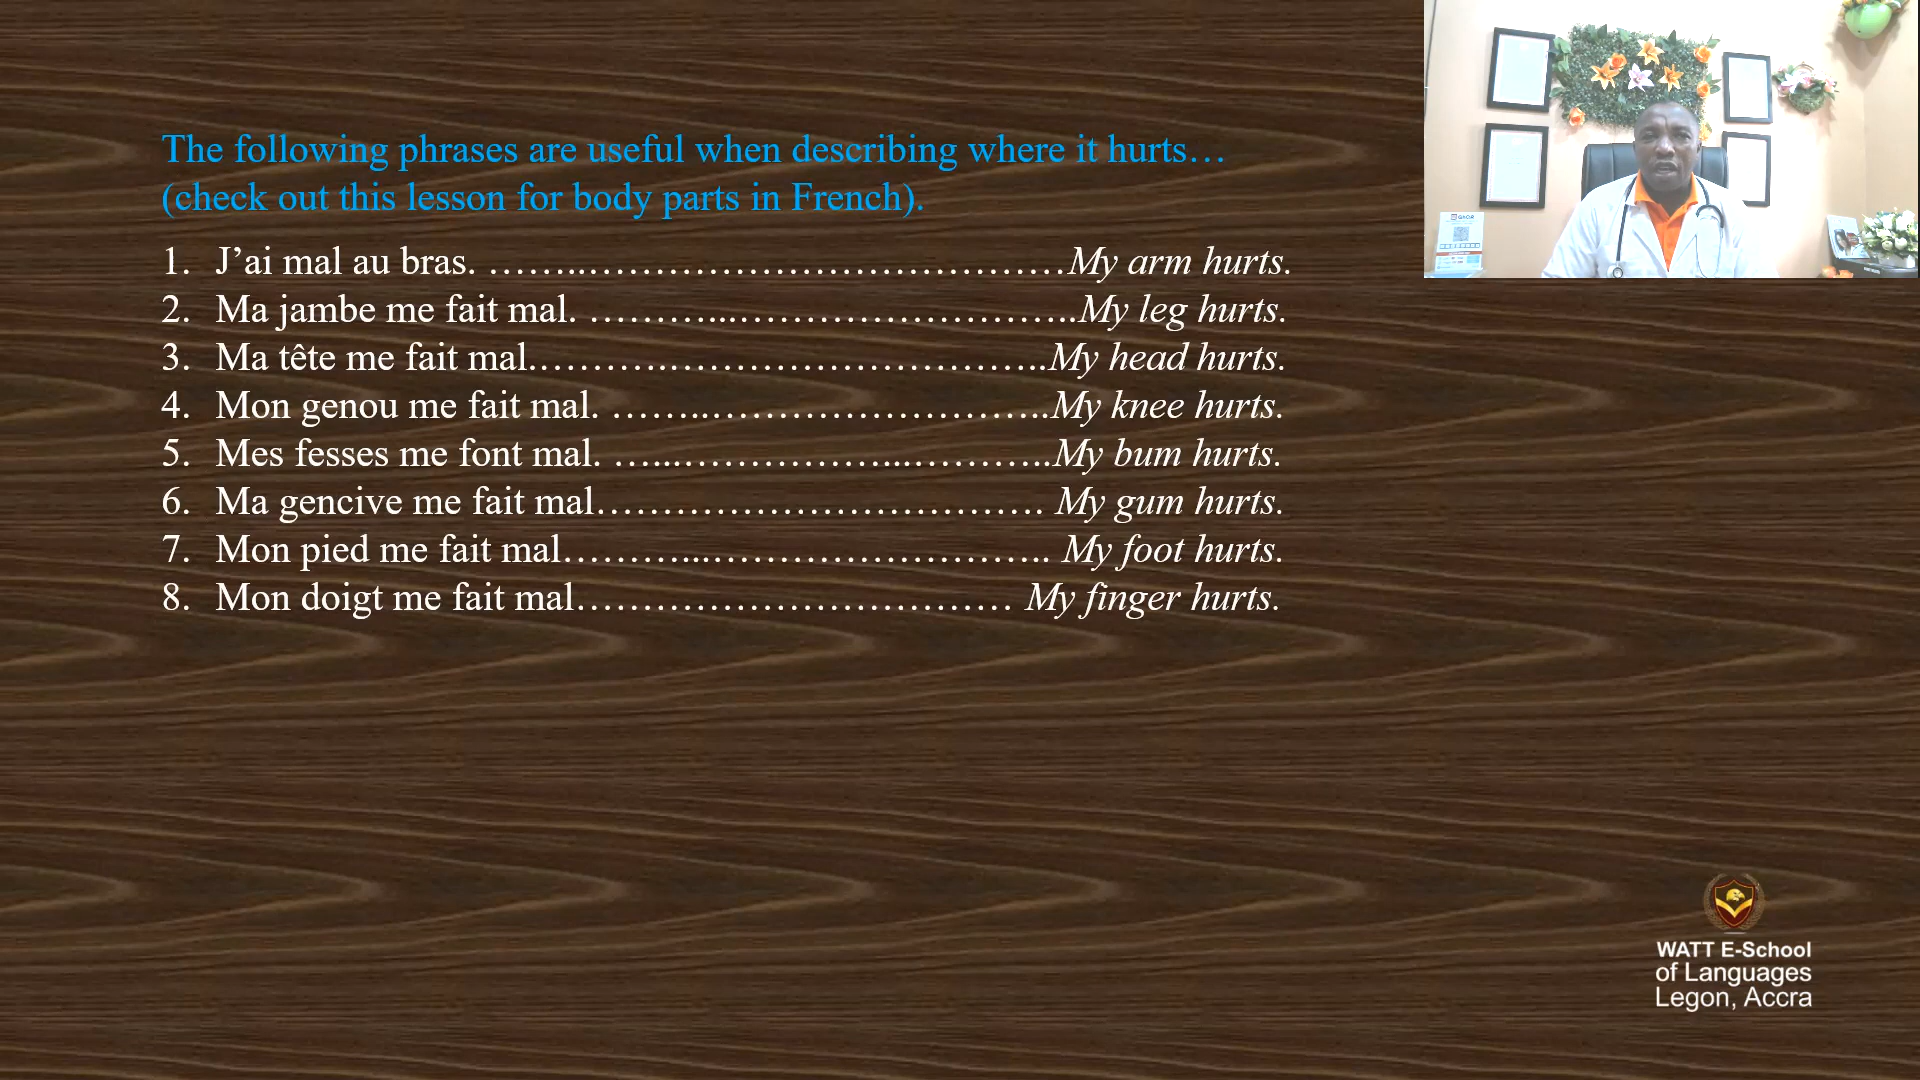 The following phrases are useful when describing where it hurts…
(check out this lesson for body parts in French).
1. J’ai mal au bras. ……..………………………………My arm hurts.
2. Ma jambe me fait mal. ………...……………………..My leg hurts.
3. Ma tête me fait mal.……….………………………..My head hurts.
4. Mon genou me fait mal. ……..……………………..My knee hurts.
5. Mes fesses me font mal. …...……………...………..My bum hurts.
6. Ma gencive me fait mal……………………………. My gum hurts.
7. Mon pied me fait mal………...…………………….. My foot hurts.
8. Mon doigt me fait mal…………………………… My finger hurts.
WATT E-School
of Languages
Legon, Accra